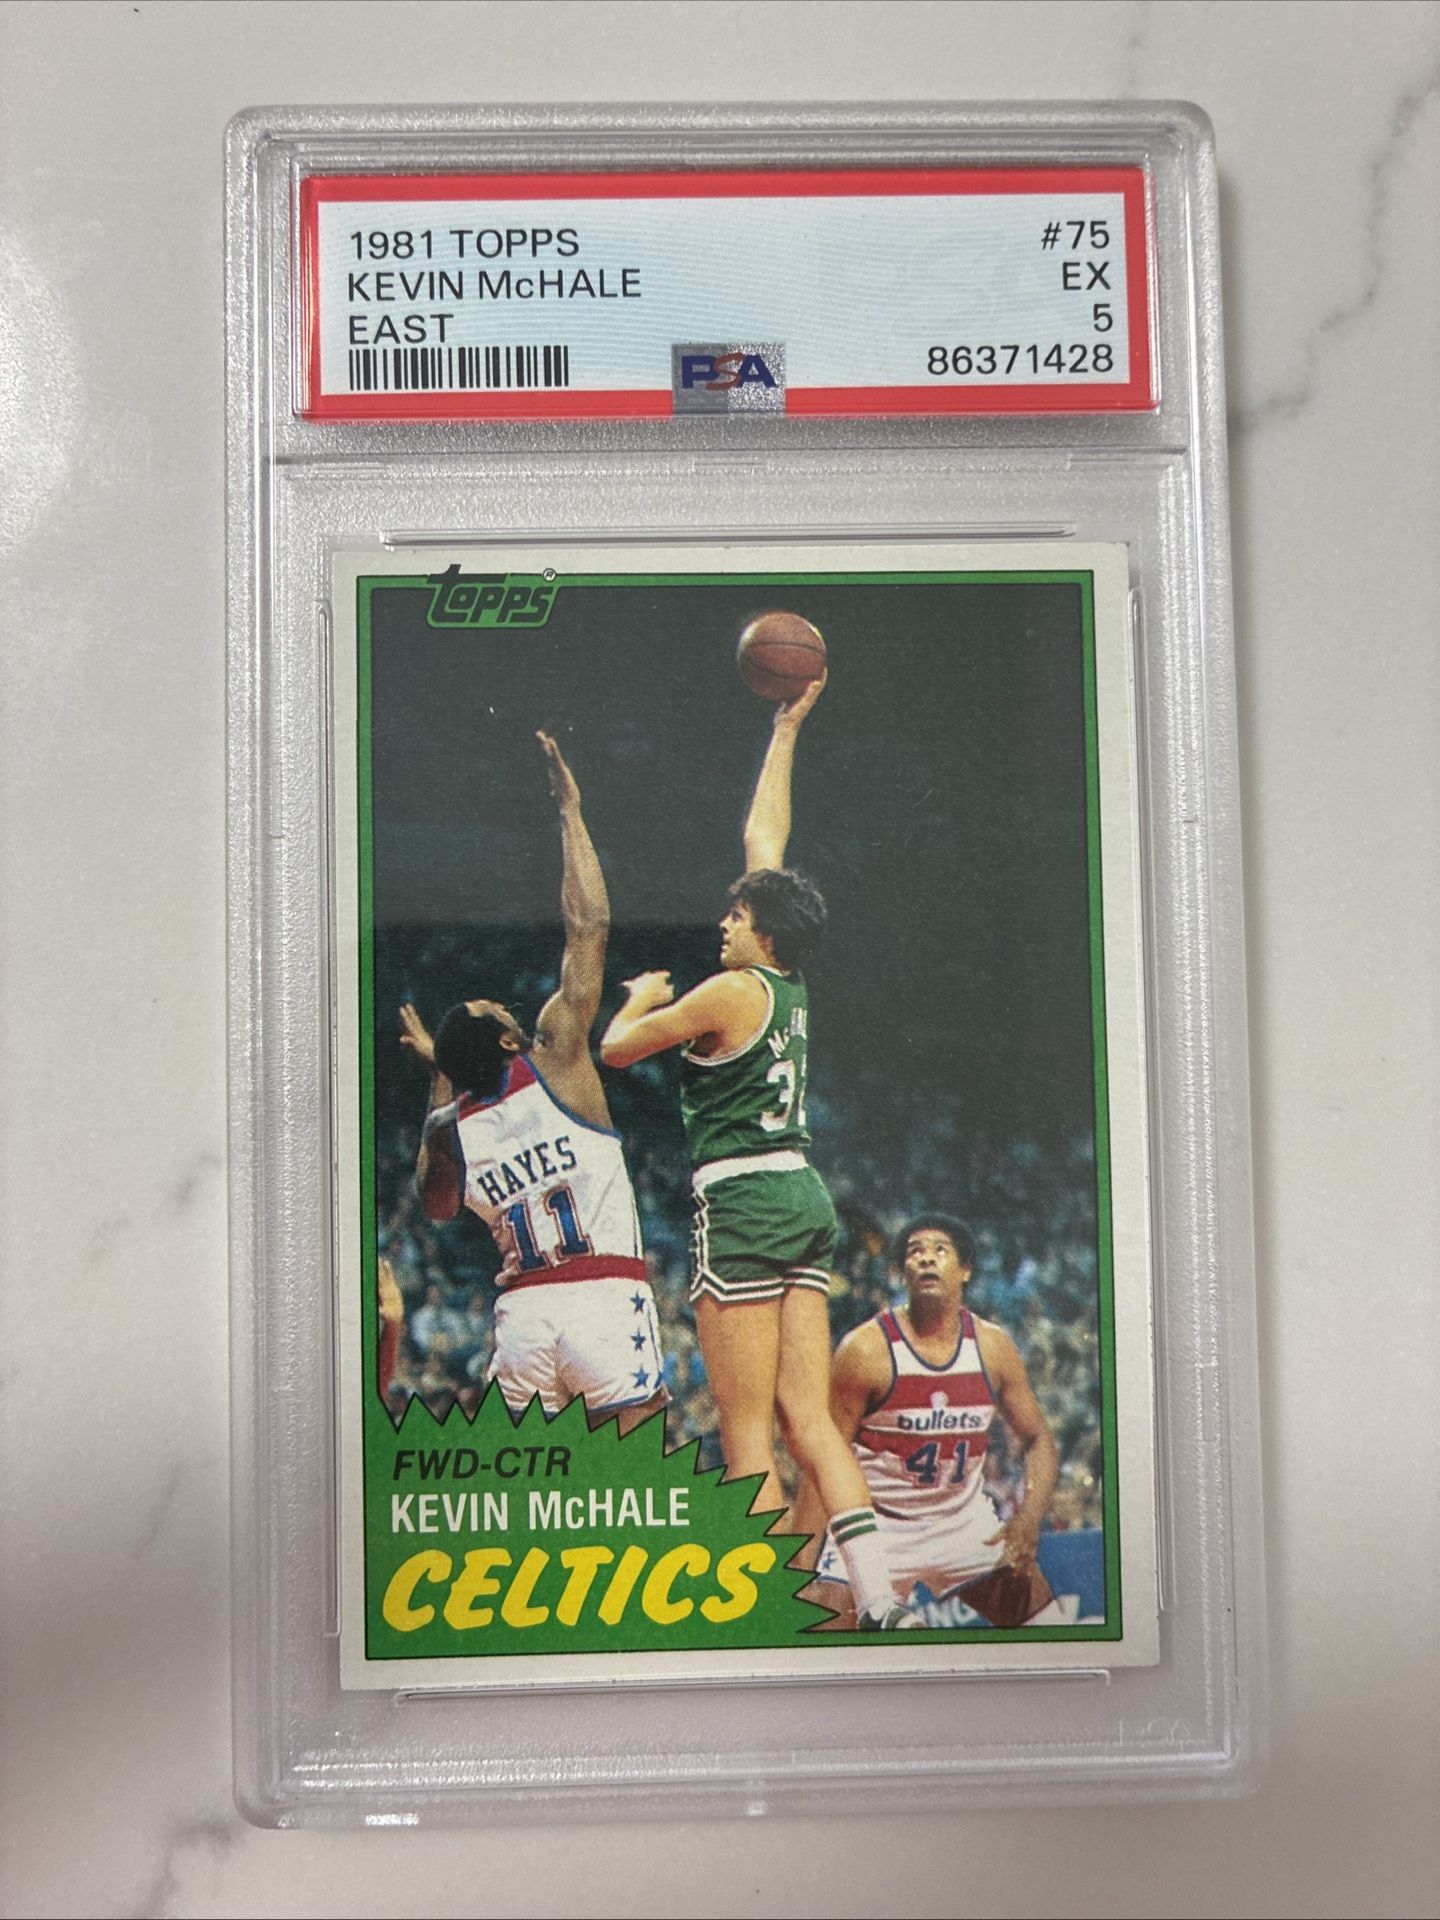 1981 TOPPS
#75
KEVIN McHALE
EX
EAST
5
PSA
86371428
topps®
HAYES
11
32
bullets
41
FWD-CTR
KEVIN McHALE
CELTICS